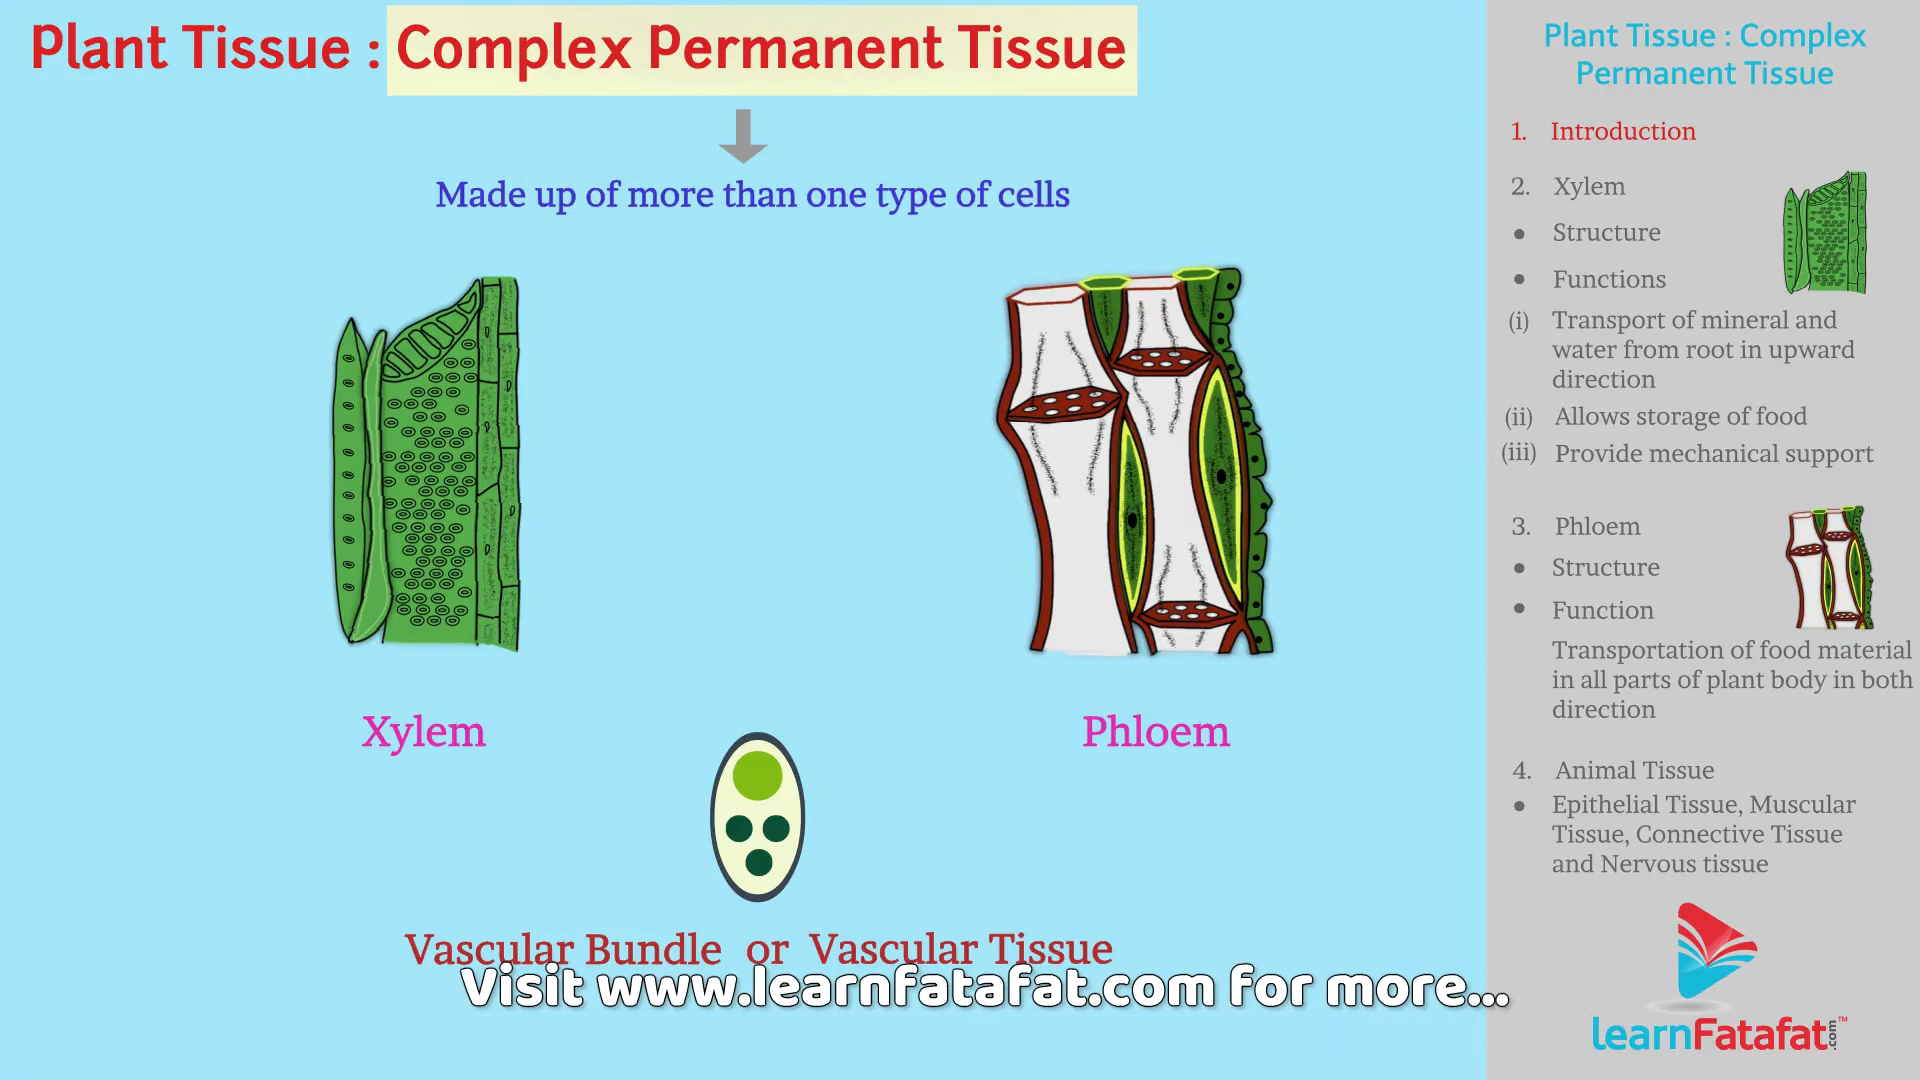 Plant Tissue : Complex Permanent Tissue
Made up of more than one type of cells
Xylem
Phloem
Vascular Bundle or Vascular Tissue
Visit www.learnfatafat.com for more...
Plant Tissue : Complex
Permanent Tissue
1. Introduction
2. Xylem
• Structure
• Functions
(i) Transport of mineral and
water from root in upward
direction
(ii) Allows storage of food
(iii) Provide mechanical support
3. Phloem
• Structure
• Function
Transportation of food material
in all parts of plant body in both
direction
4. Animal Tissue
• Epithelial Tissue, Muscular
Tissue, Connective Tissue
and Nervous tissue
learnFatafat.com™